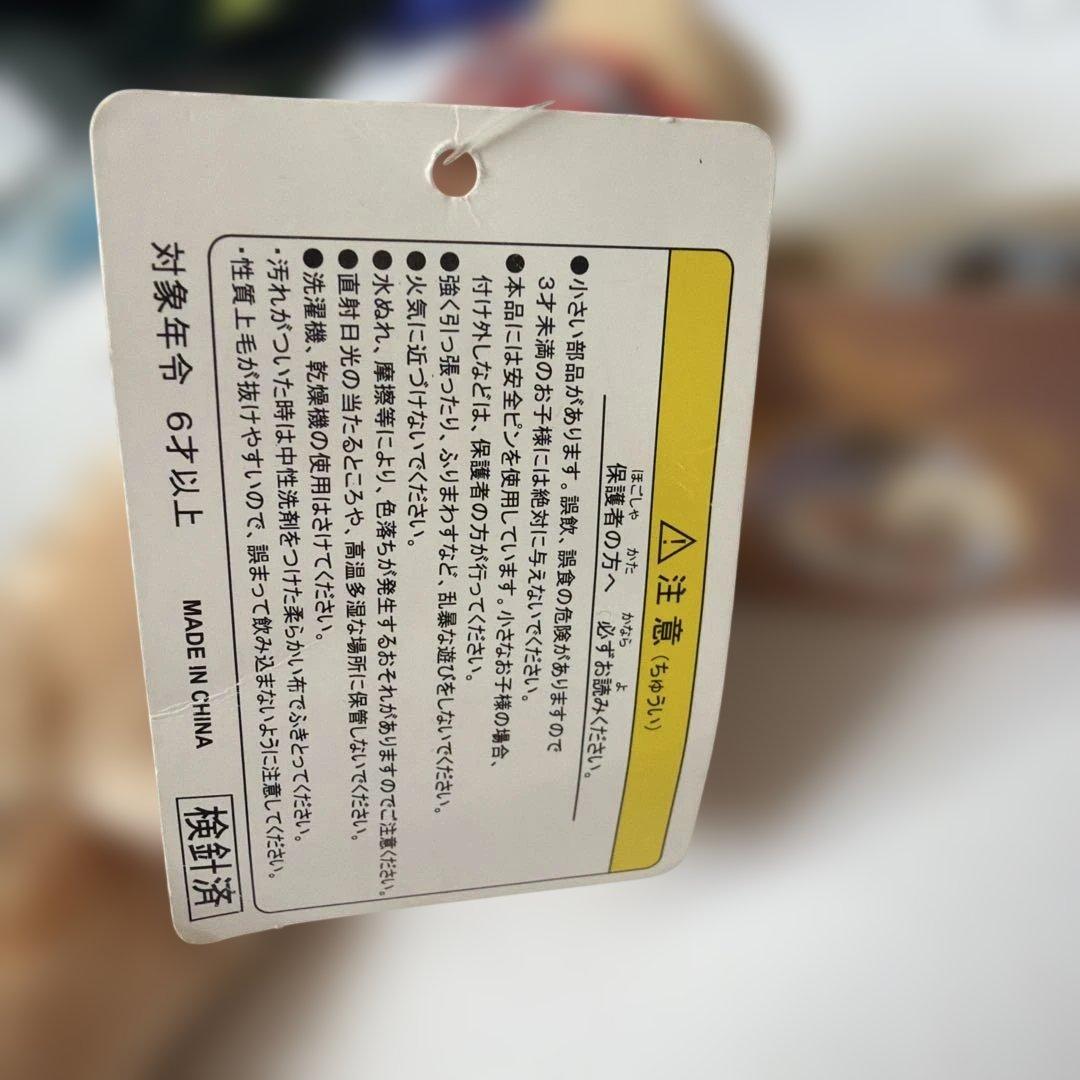 ⚠注意(ちゅうい)
保護者の方へ 必ずお読みください。
ほごしゃ かた かなら よ
●小さい部品があります。誤飲、誤食の危険がありますので
3才未満のお子様には絶対に与えないでください。
●本品には安全ピンを使用しています。小さなお子様の場合、
付け外しなどは、保護者の方が行ってください。
●強く引っ張ったり、ふりまわすなど、乱暴な遊びをしないでください。
●火気に近づけないでください。
●水ぬれ、摩擦等により、色落ちが発生するおそれがありますのでご注意ください。
●直射日光の当たるところや、高温多湿な場所に保管しないでください。
●洗濯機、乾燥機の使用はさけてください。
・汚れがついた時は中性洗剤をつけた柔らかい布でふきとってください。
・性質上毛が抜けやすいので、誤まって飲み込まないように注意してください。
対象年令 6才以上 MADE IN CHINA 検針済